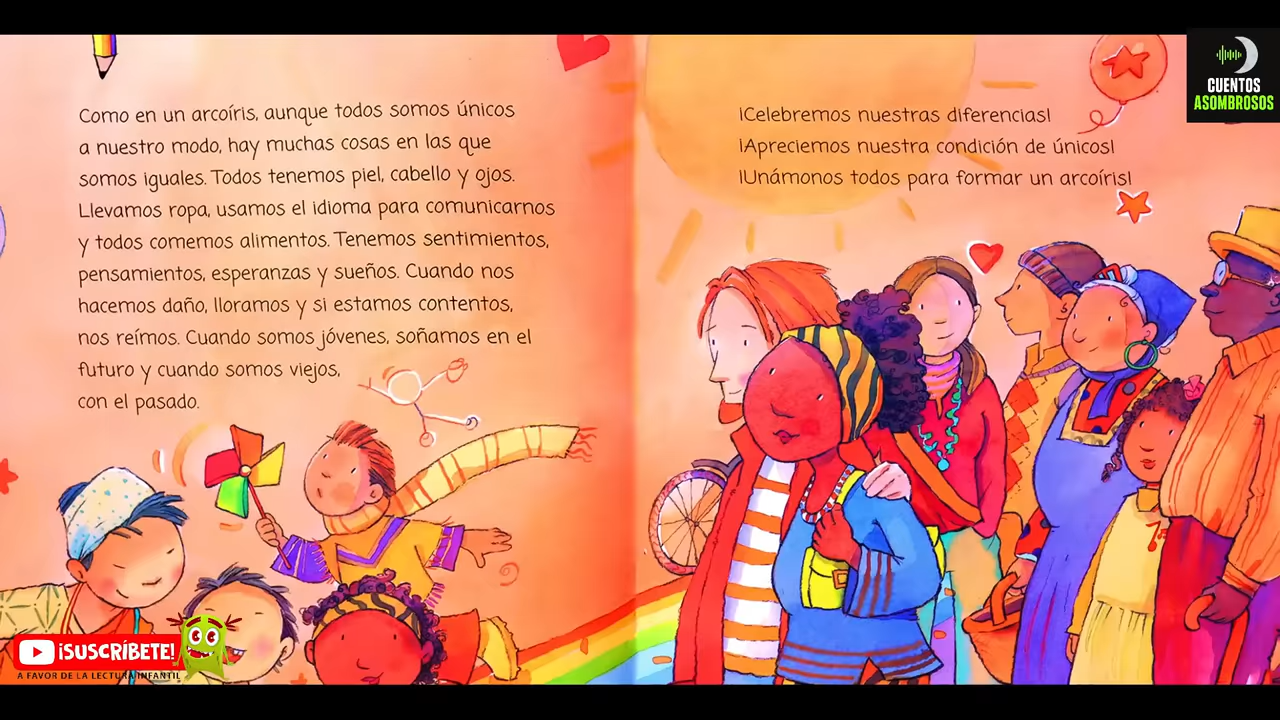 Como en un arcoíris, aunque todos somos únicos
a nuestro modo, hay muchas cosas en las que
somos iguales. Todos tenemos piel, cabello y ojos.
Llevamos ropa, usamos el idioma para comunicarnos
y todos comemos alimentos. Tenemos sentimientos,
pensamientos, esperanzas y sueños. Cuando nos
hacemos daño, lloramos y si estamos contentos,
nos reímos. Cuando somos jóvenes, soñamos en el
futuro y cuando somos viejos,
con el pasado.
¡Celebremos nuestras diferencias!
¡Apreciemos nuestra condición de únicos!
¡Unámonos todos para formar un arcoíris!
CUENTOS
ASOMBROSOS
¡SUSCRÍBETE!
A FAVOR DE LA LECTURA INFANTIL